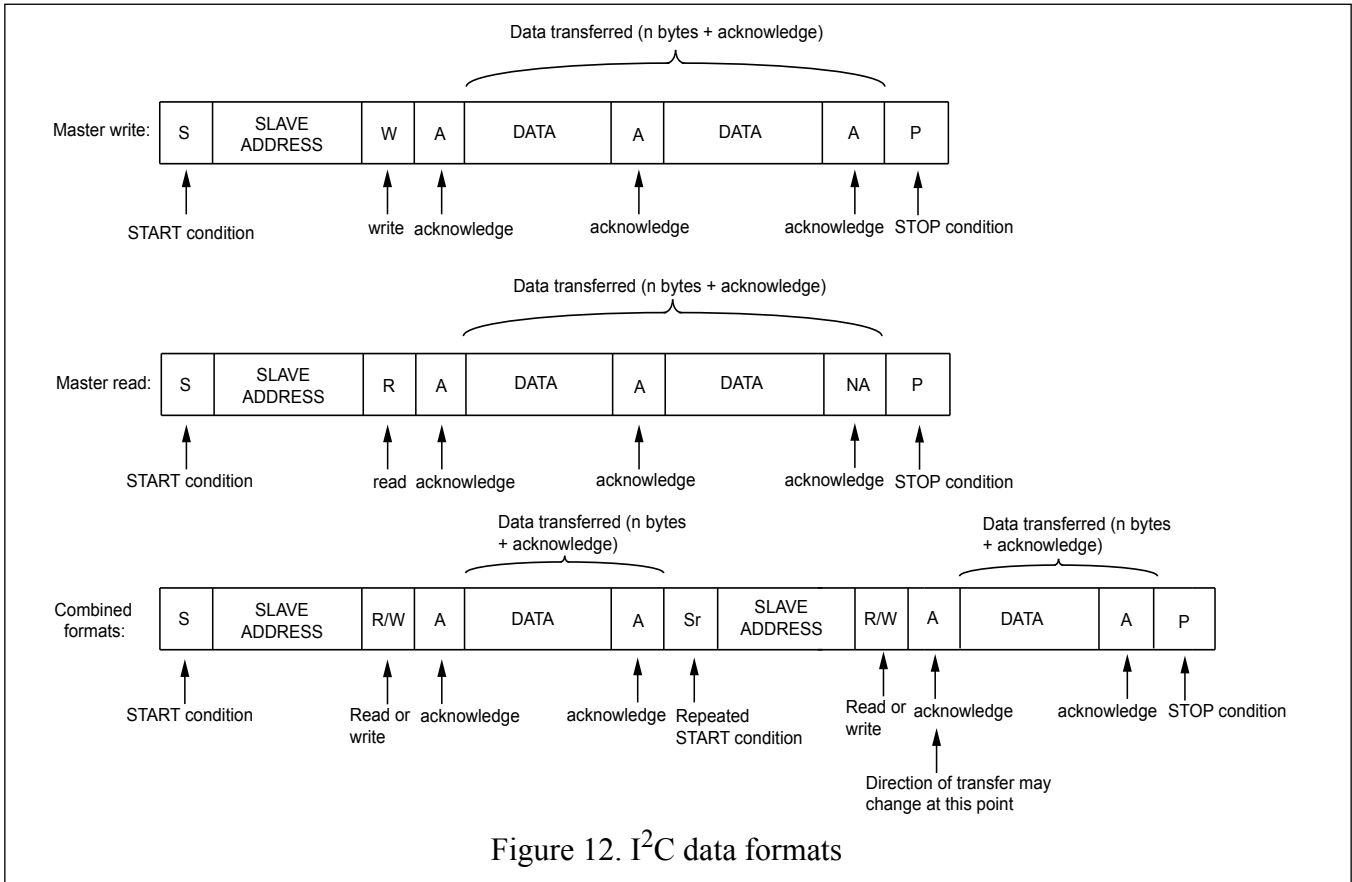 Data transferred (n bytes + acknowledge)
Master write: S SLAVE ADDRESS W A DATA A DATA A P
START condition write acknowledge acknowledge acknowledge STOP condition
Data transferred (n bytes + acknowledge)
Master read: S SLAVE ADDRESS R A DATA A DATA NA P
START condition read acknowledge acknowledge acknowledge STOP condition
Data transferred (n bytes
+ acknowledge)
Data transferred (n bytes
+ acknowledge)
Combined
formats:
S SLAVE ADDRESS R/W A DATA A Sr SLAVE ADDRESS R/W A DATA A P
START condition
Read or
write
acknowledge
acknowledge
Repeated
START condition
Read or
write
acknowledge
acknowledge
STOP condition
Direction of transfer may
change at this point
Figure 12. I²C data formats